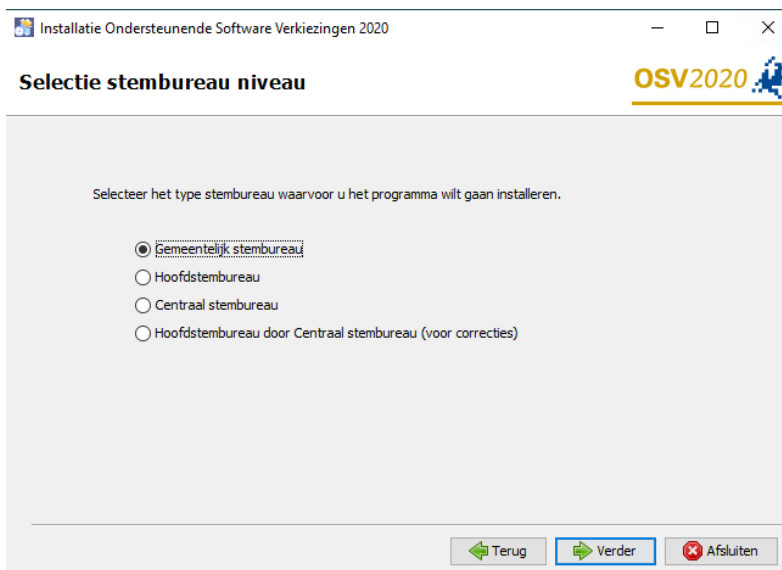 Installatie Ondersteunende Software Verkiezingen 2020
Selectie stembureau niveau
OSV2020
Selecteer het type stembureau waarvoor u het programma wilt gaan installeren.
Gemeentelijk stembureau
Hoofdstembureau
Centraal stembureau
Hoofdstembureau door Centraal stembureau (voor correcties)
Terug
Verder
Afsluiten